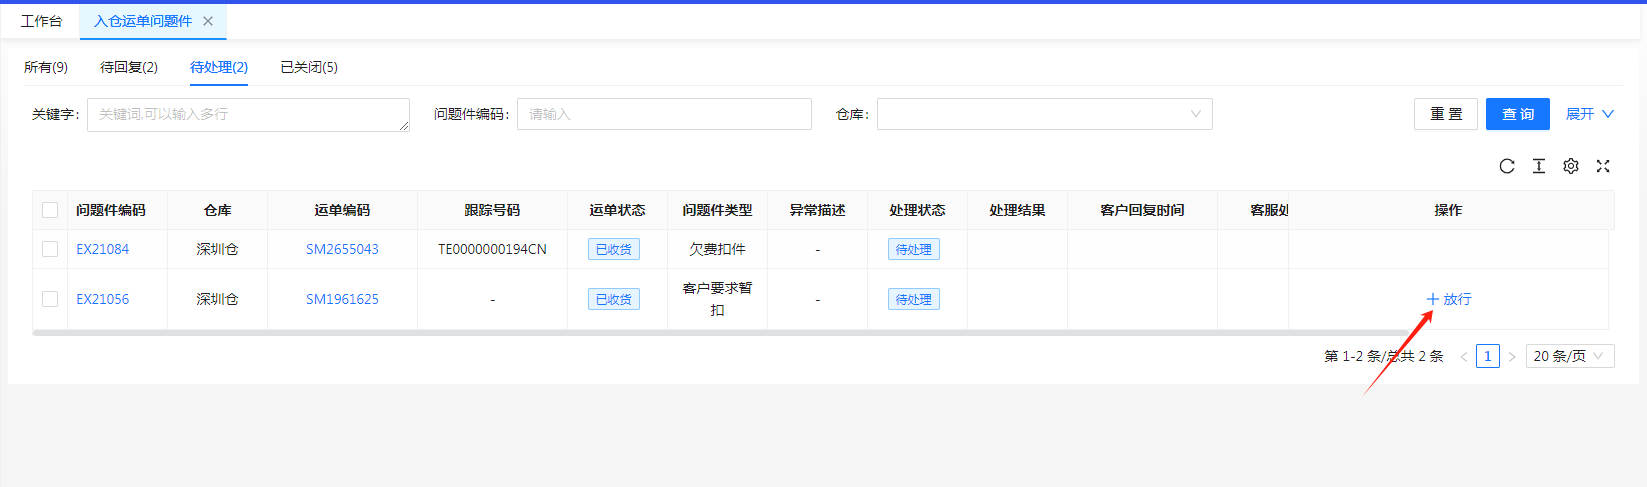 工作台 入仓运单问题件
所有(9) 待回复(2) 待处理(2) 已关闭(5)
关键字: 关键词,可以输入多行 问题件编码: 请输入 仓库: 重 置 查 询 展开
问题件编码 仓库 运单编码 跟踪号码 运单状态 问题件类型 异常描述 处理状态 处理结果 客户回复时间 客服处 操作
EX21084 深圳仓 SM2655043 TE0000000194CN 已收货 欠费扣件 - 待处理
EX21056 深圳仓 SM1961625 - 已收货 客户要求暂 - 待处理 + 放行
扣
第 1-2 条/总共 2 条 < 1 > 20 条/页